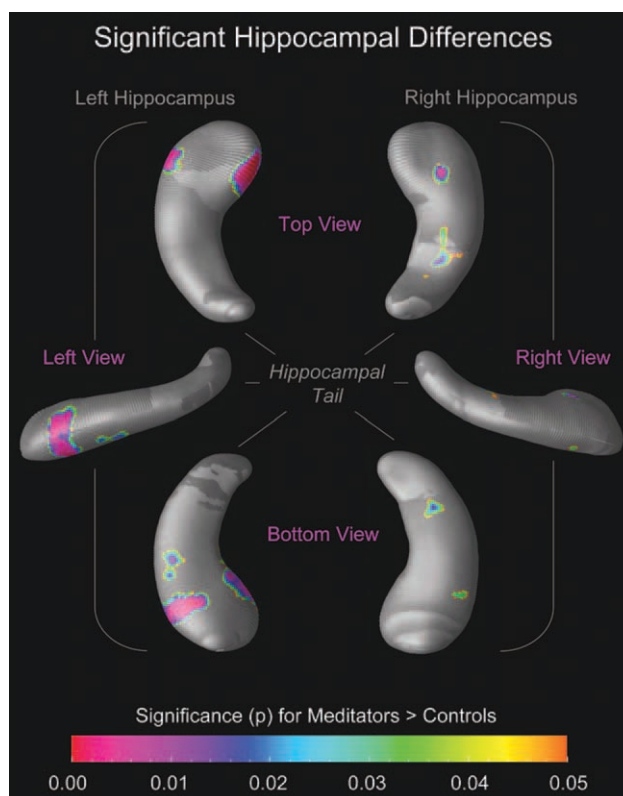 Significant Hippocampal Differences
Left Hippocampus
Right Hippocampus
Top View
Left View
Hippocampal
Tail
Right View
Bottom View
Significance (p) for Meditators > Controls
0.00 0.01 0.02 0.03 0.04 0.05